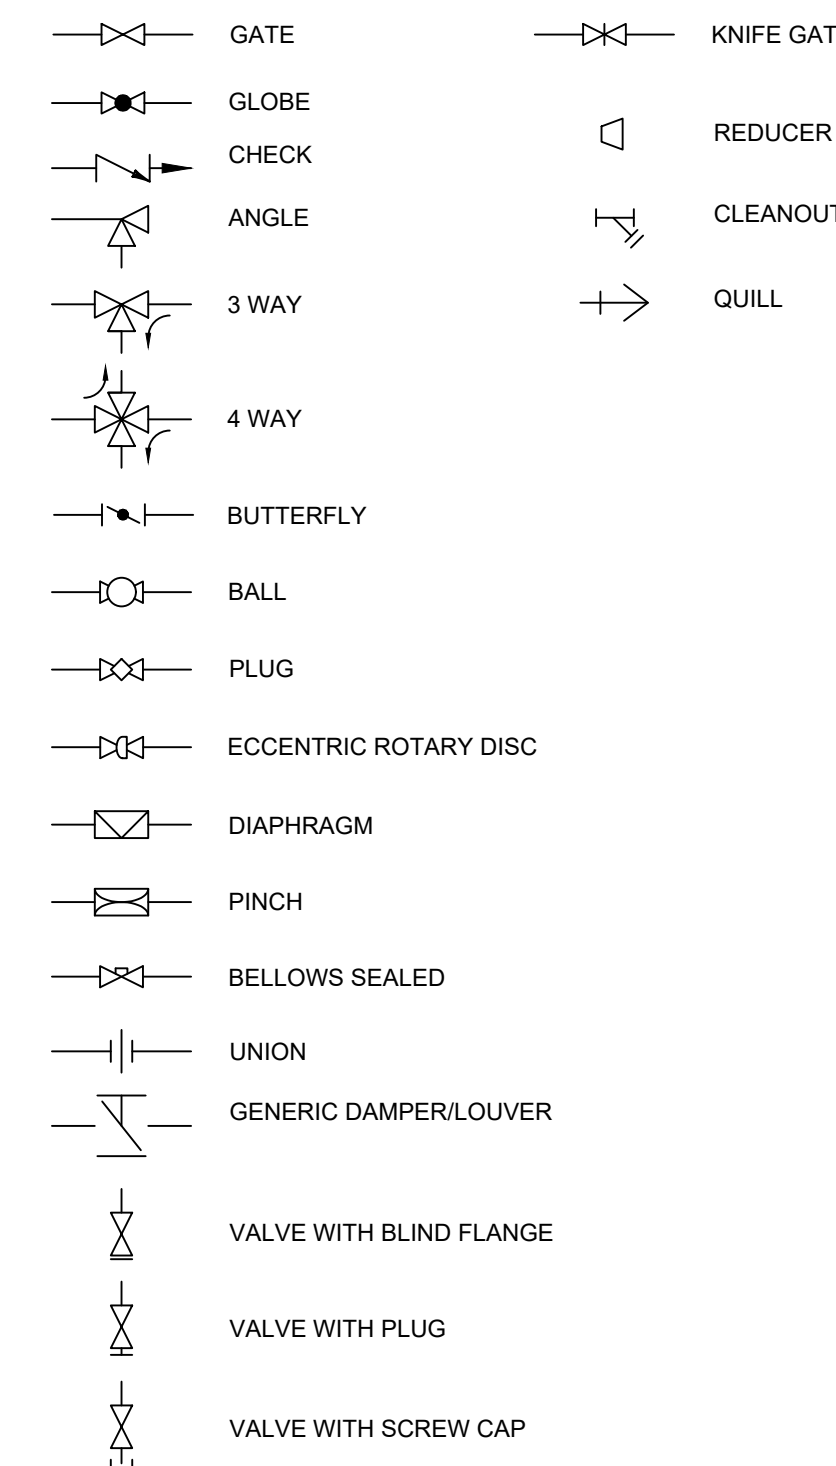 GATE
GLOBE
CHECK
ANGLE
3 WAY
4 WAY
BUTTERFLY
BALL
PLUG
ECCENTRIC ROTARY DISC
DIAPHRAGM
PINCH
BELLOWS SEALED
UNION
GENERIC DAMPER/LOUVER
VALVE WITH BLIND FLANGE
VALVE WITH PLUG
VALVE WITH SCREW CAP
KNIFE GAT
REDUCER
CLEANOUT
QUILL